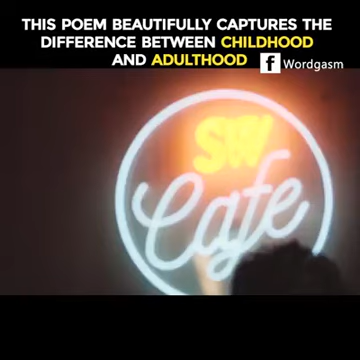 THIS POEM BEAUTIFULLY CAPTURES THE
DIFFERENCE BETWEEN CHILDHOOD
AND ADULTHOOD
f Wordgasm
SW
Cafe